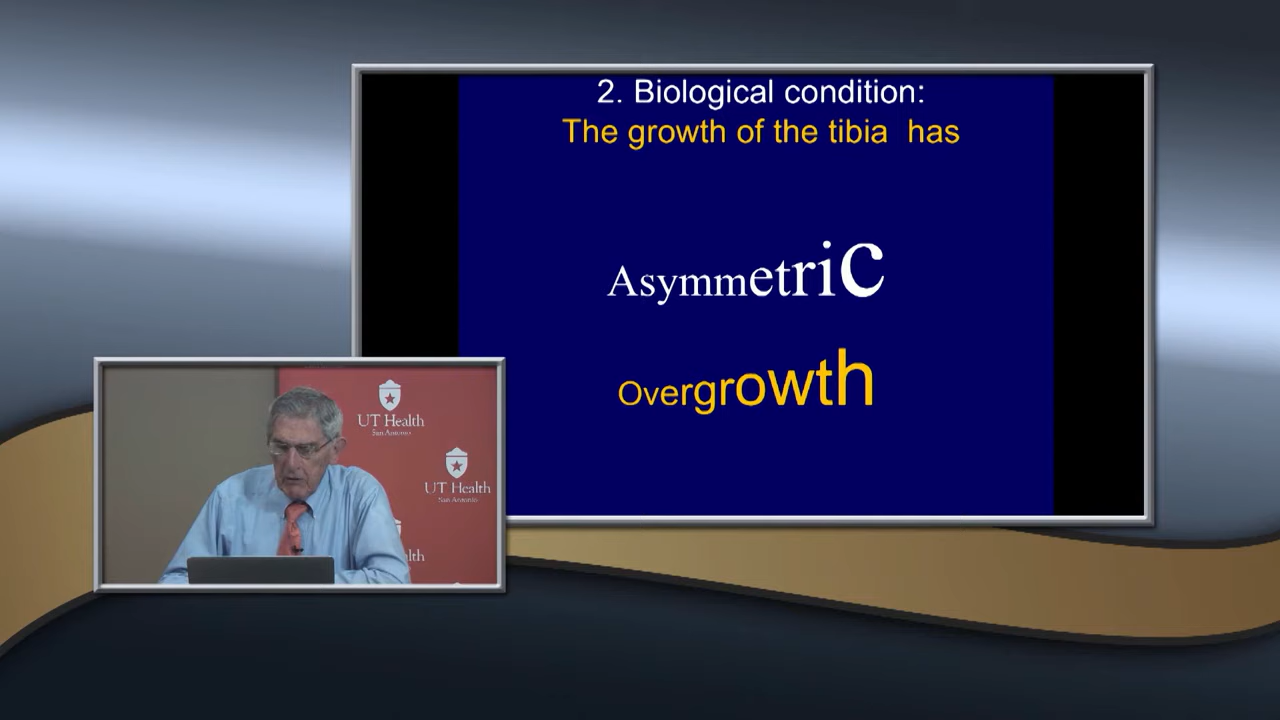 2. Biological condition:
The growth of the tibia has
Asymmetric
Overgrowth
UT Health
San Antonio
UT Health
San Antonio
lth